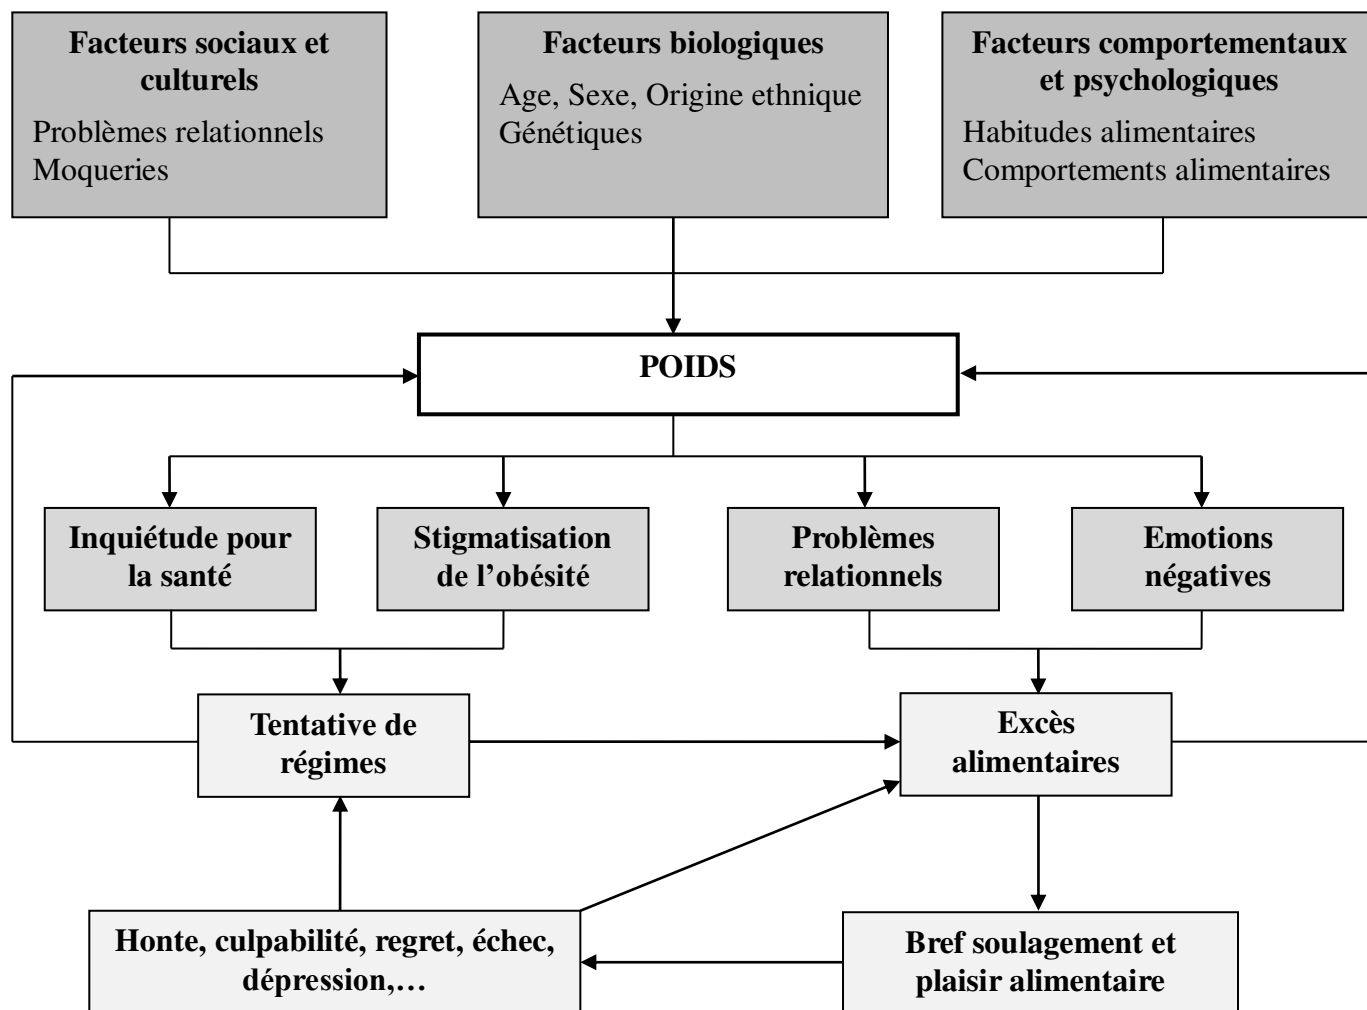 Facteurs sociaux et
culturels
Problèmes relationnels
Moqueries
Facteurs biologiques
Age, Sexe, Origine ethnique
Génétiques
Facteurs comportementaux
et psychologiques
Habitudes alimentaires
Comportements alimentaires
POIDS
Inquiétude pour
la santé
Stigmatisation
de l’obésité
Problèmes
relationnels
Emotions
négatives
Tentative de
régimes
Excès
alimentaires
Honte, culpabilité, regret, échec,
dépression,…
Bref soulagement et
plaisir alimentaire